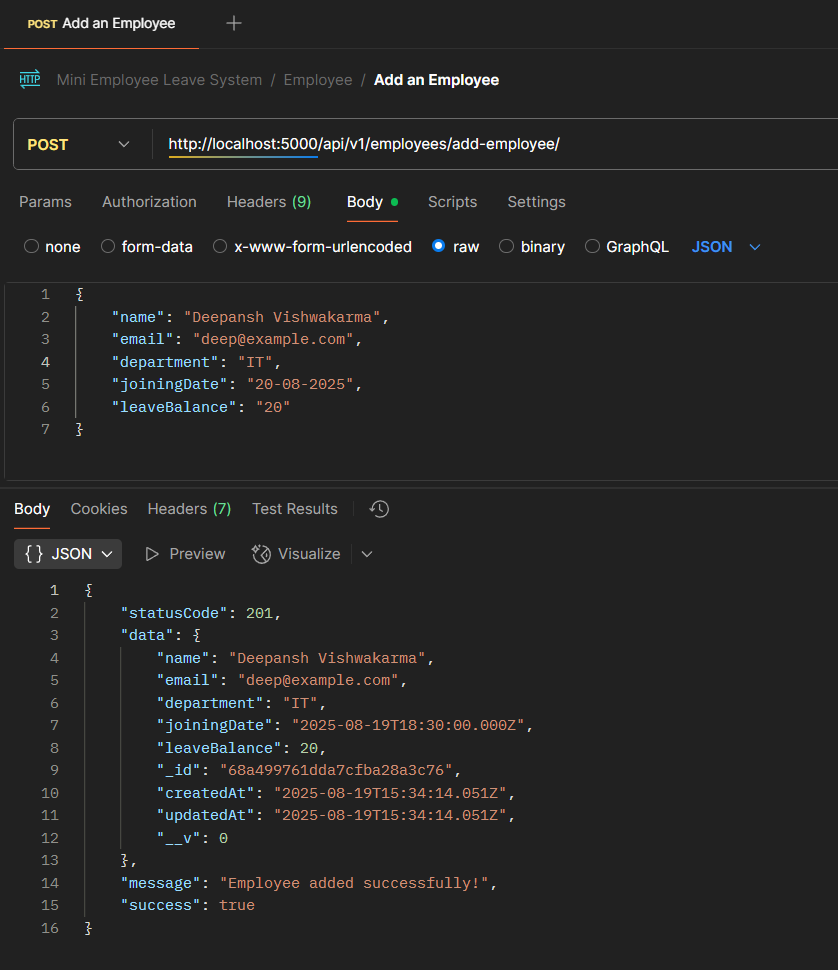 POST Add an Employee +
HTTP Mini Employee Leave System / Employee / Add an Employee
POST http://localhost:5000/api/v1/employees/add-employee/
Params Authorization Headers (9) Body Scripts Settings
none form-data x-www-form-urlencoded raw binary GraphQL JSON
1 {
2 "name": "Deepansh Vishwakarma",
3 "email": "deep@example.com",
4 "department": "IT",
5 "joiningDate": "20-08-2025",
6 "leaveBalance": "20"
7 }
Body Cookies Headers (7) Test Results
{} JSON Preview Visualize
1 {
2 "statusCode": 201,
3 "data": {
4 "name": "Deepansh Vishwakarma",
5 "email": "deep@example.com",
6 "department": "IT",
7 "joiningDate": "2025-08-19T18:30:00.000Z",
8 "leaveBalance": 20,
9 "_id": "68a499761dda7cfba28a3c76",
10 "createdAt": "2025-08-19T15:34:14.051Z",
11 "updatedAt": "2025-08-19T15:34:14.051Z",
12 "__v": 0
13 },
14 "message": "Employee added successfully!",
15 "success": true
16 }